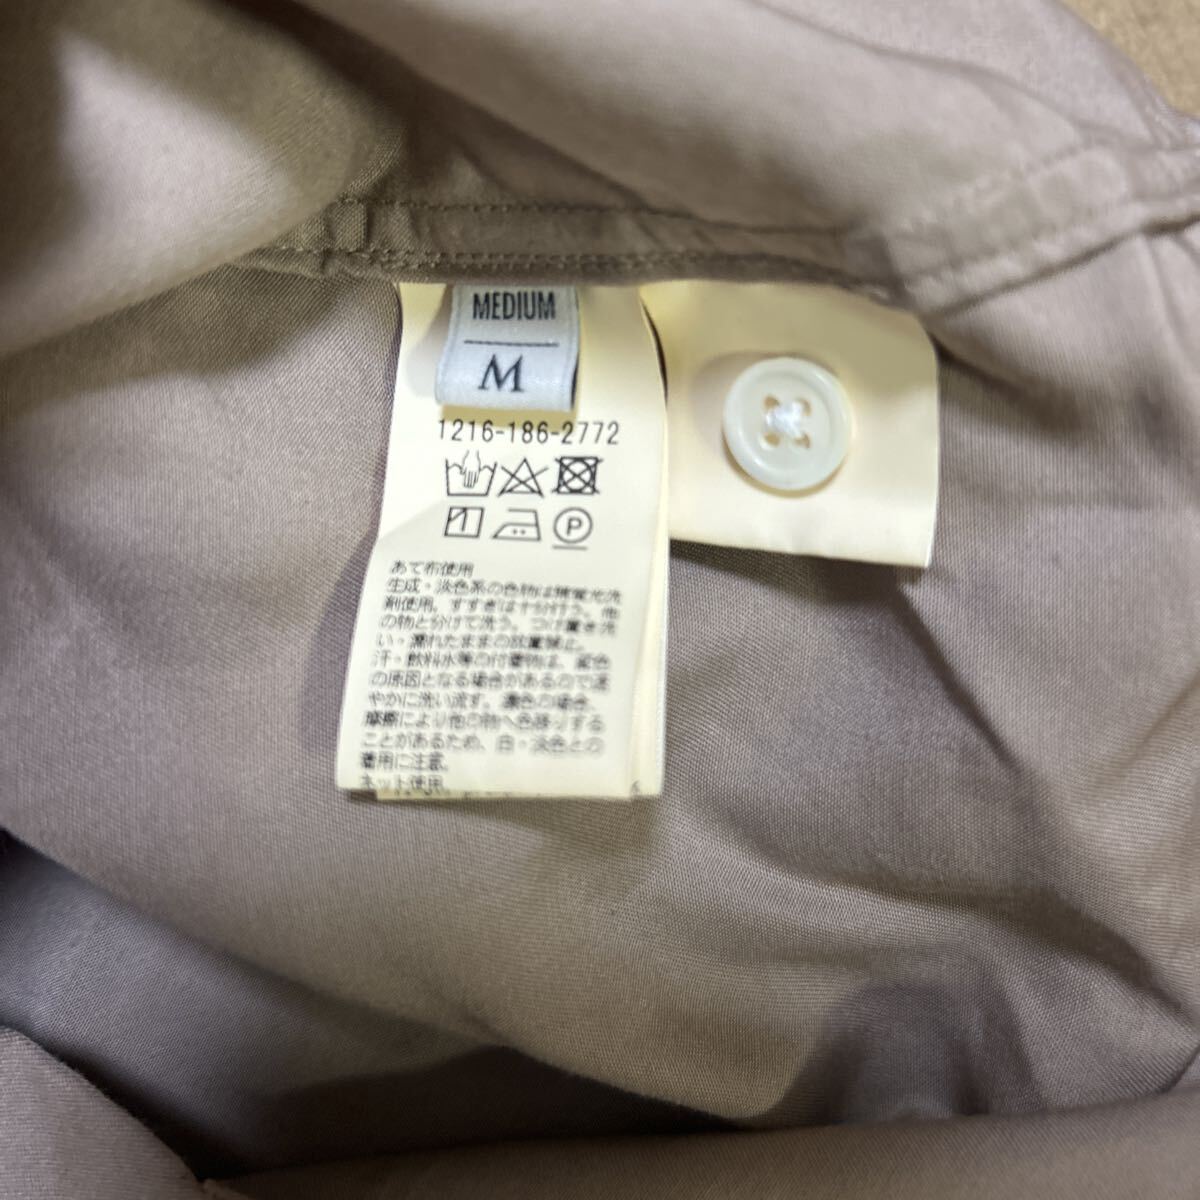 MEDIUM
M
1216-186-2772
P
あて布使用
生成・淡色系の色物は無蛍光洗
剤使用。すすぎは十分行う。他
の物と分けて洗う。つけ置き洗
い・濡れたままの放置禁止。
汗・飲料水等の付着物は、変色
の原因となる場合があるので速
やかに洗い流す。濃色の場合、
摩擦により他の物へ色移りする
ことがあるため、白・淡色との
着用に注意。
ネット使用。